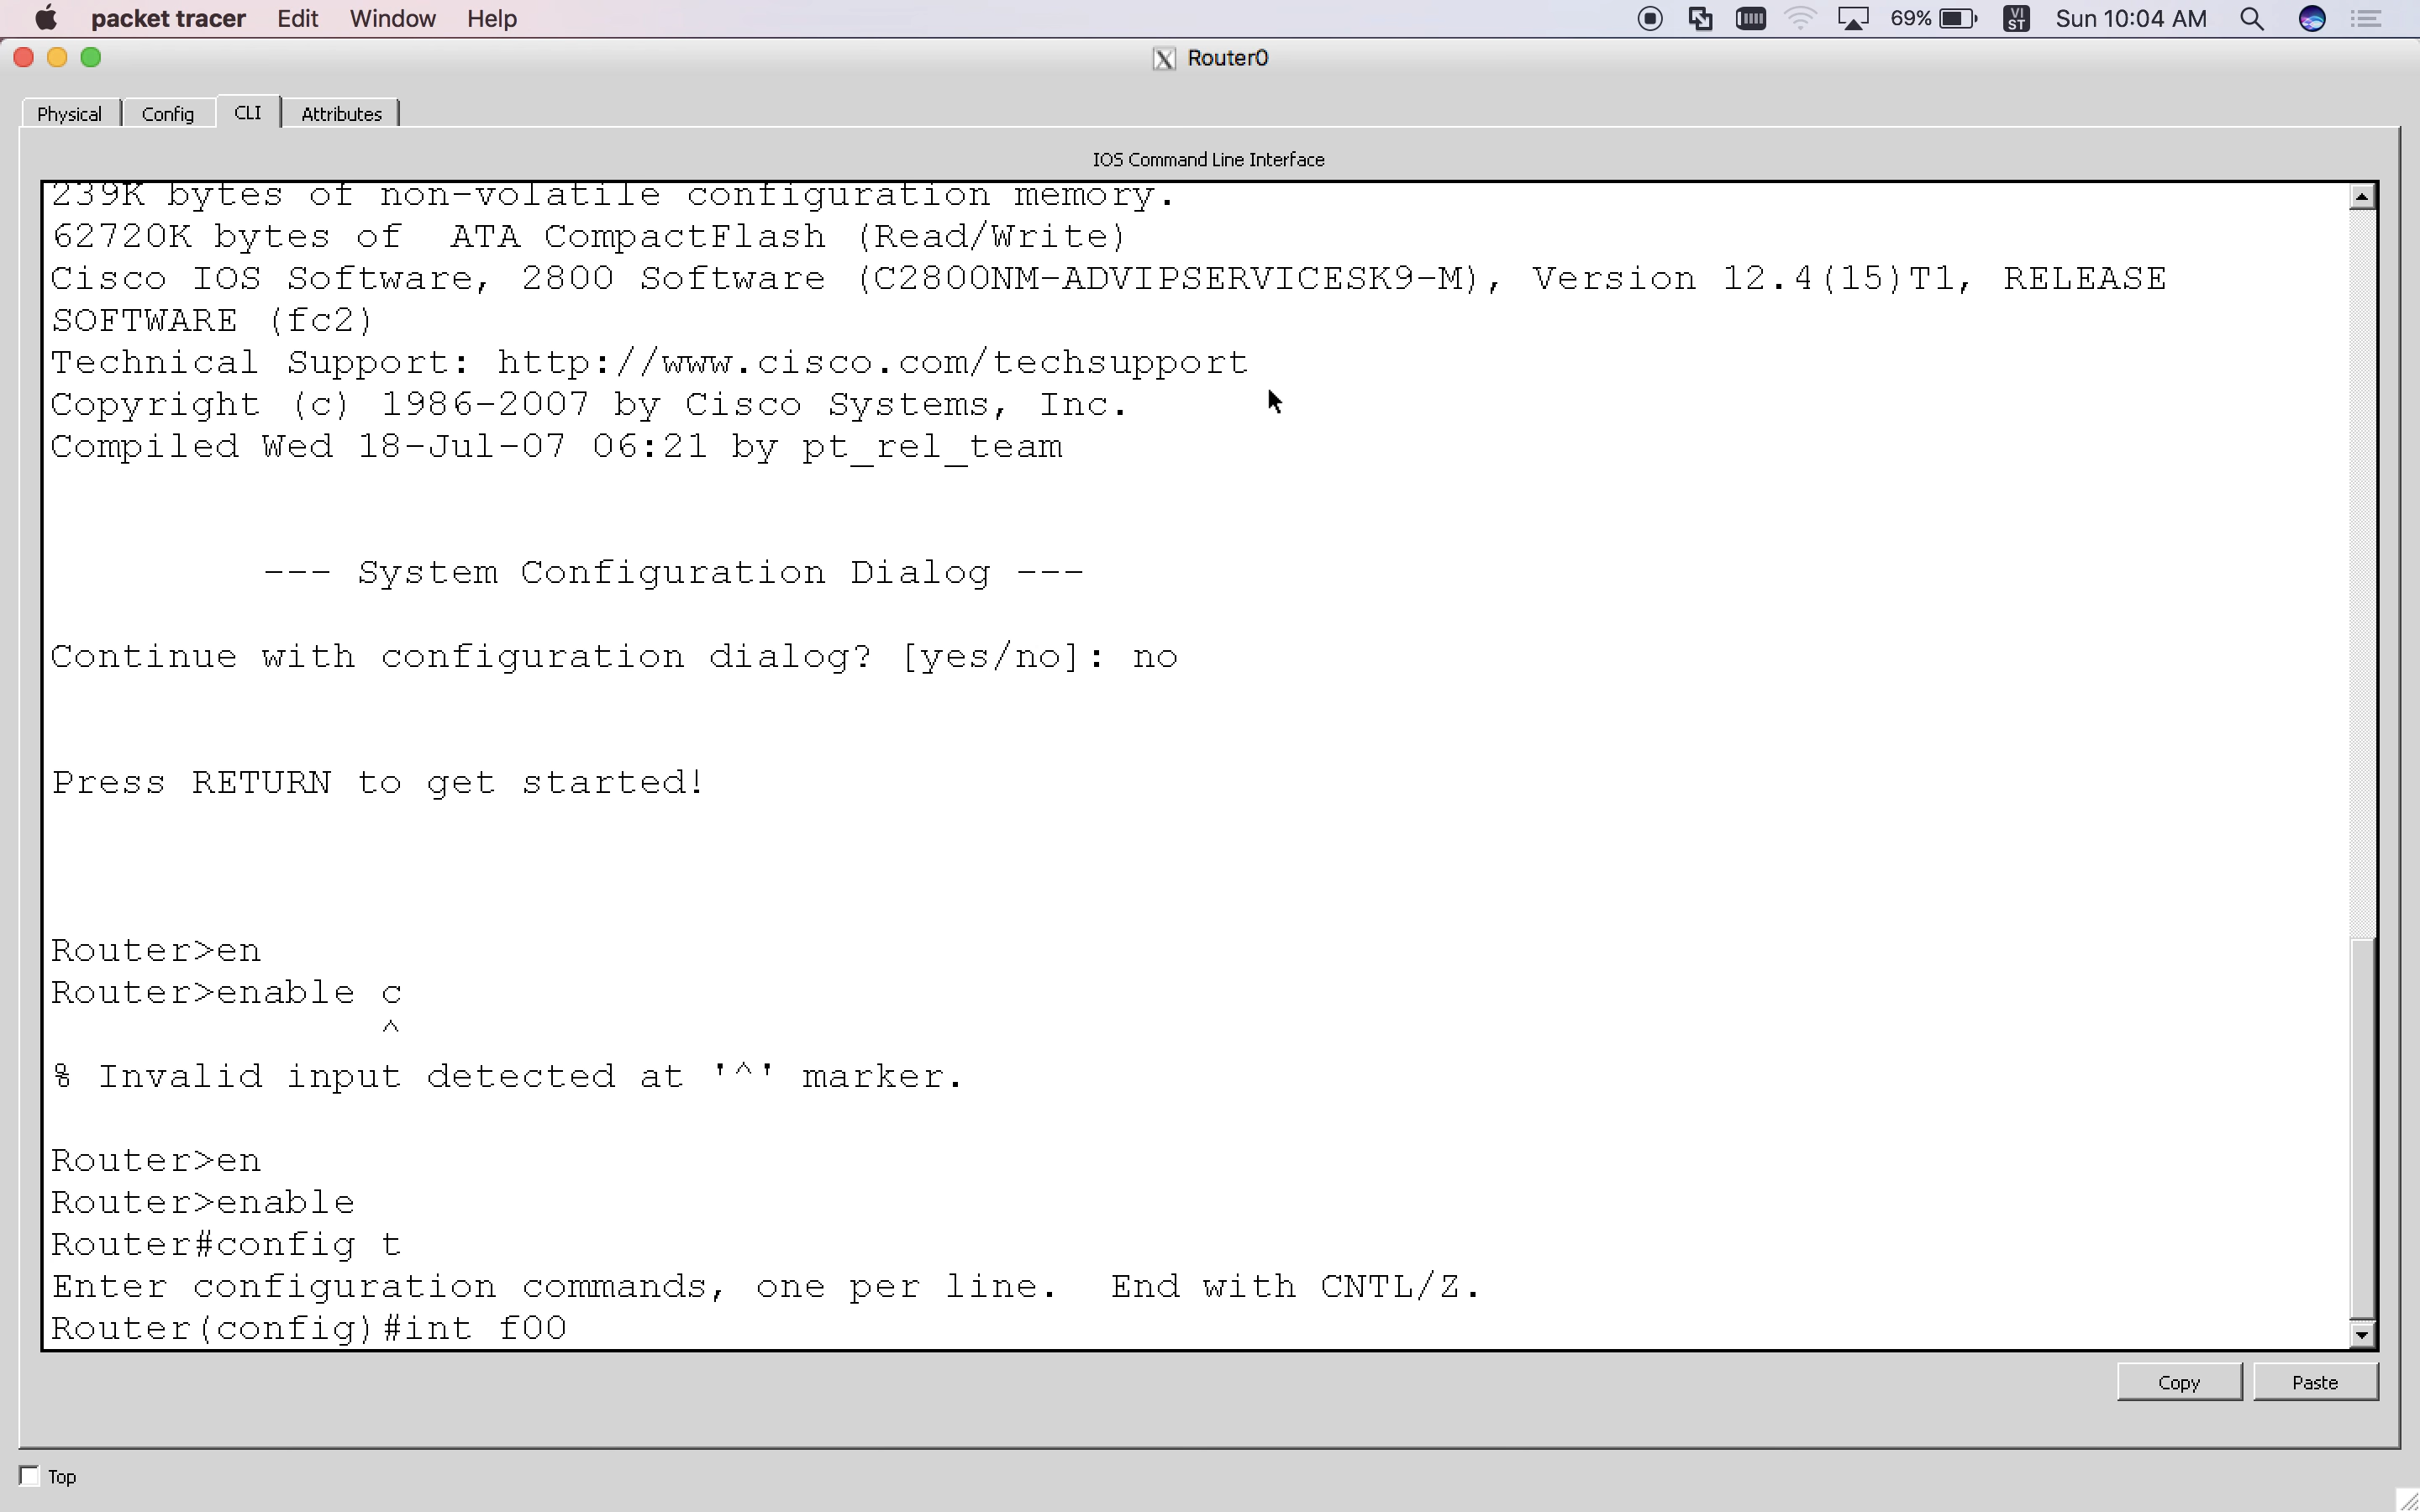 packet tracer Edit Window Help 69% VI ST Sun 10:04 AM
X Router0
Physical Config CLI Attributes
IOS Command Line Interface
239K bytes of non-volatile configuration memory.
62720K bytes of  ATA CompactFlash (Read/Write)
Cisco IOS Software, 2800 Software (C2800NM-ADVIPSERVICESK9-M), Version 12.4(15)T1, RELEASE
SOFTWARE (fc2)
Technical Support: http://www.cisco.com/techsupport
Copyright (c) 1986-2007 by Cisco Systems, Inc.
Compiled Wed 18-Jul-07 06:21 by pt_rel_team
--- System Configuration Dialog ---
Continue with configuration dialog? [yes/no]: no
Press RETURN to get started!
Router>en
Router>enable c
^
% Invalid input detected at '^' marker.
Router>en
Router>enable
Router#config t
Enter configuration commands, one per line.  End with CNTL/Z.
Router(config)#int f00
Copy Paste
Top